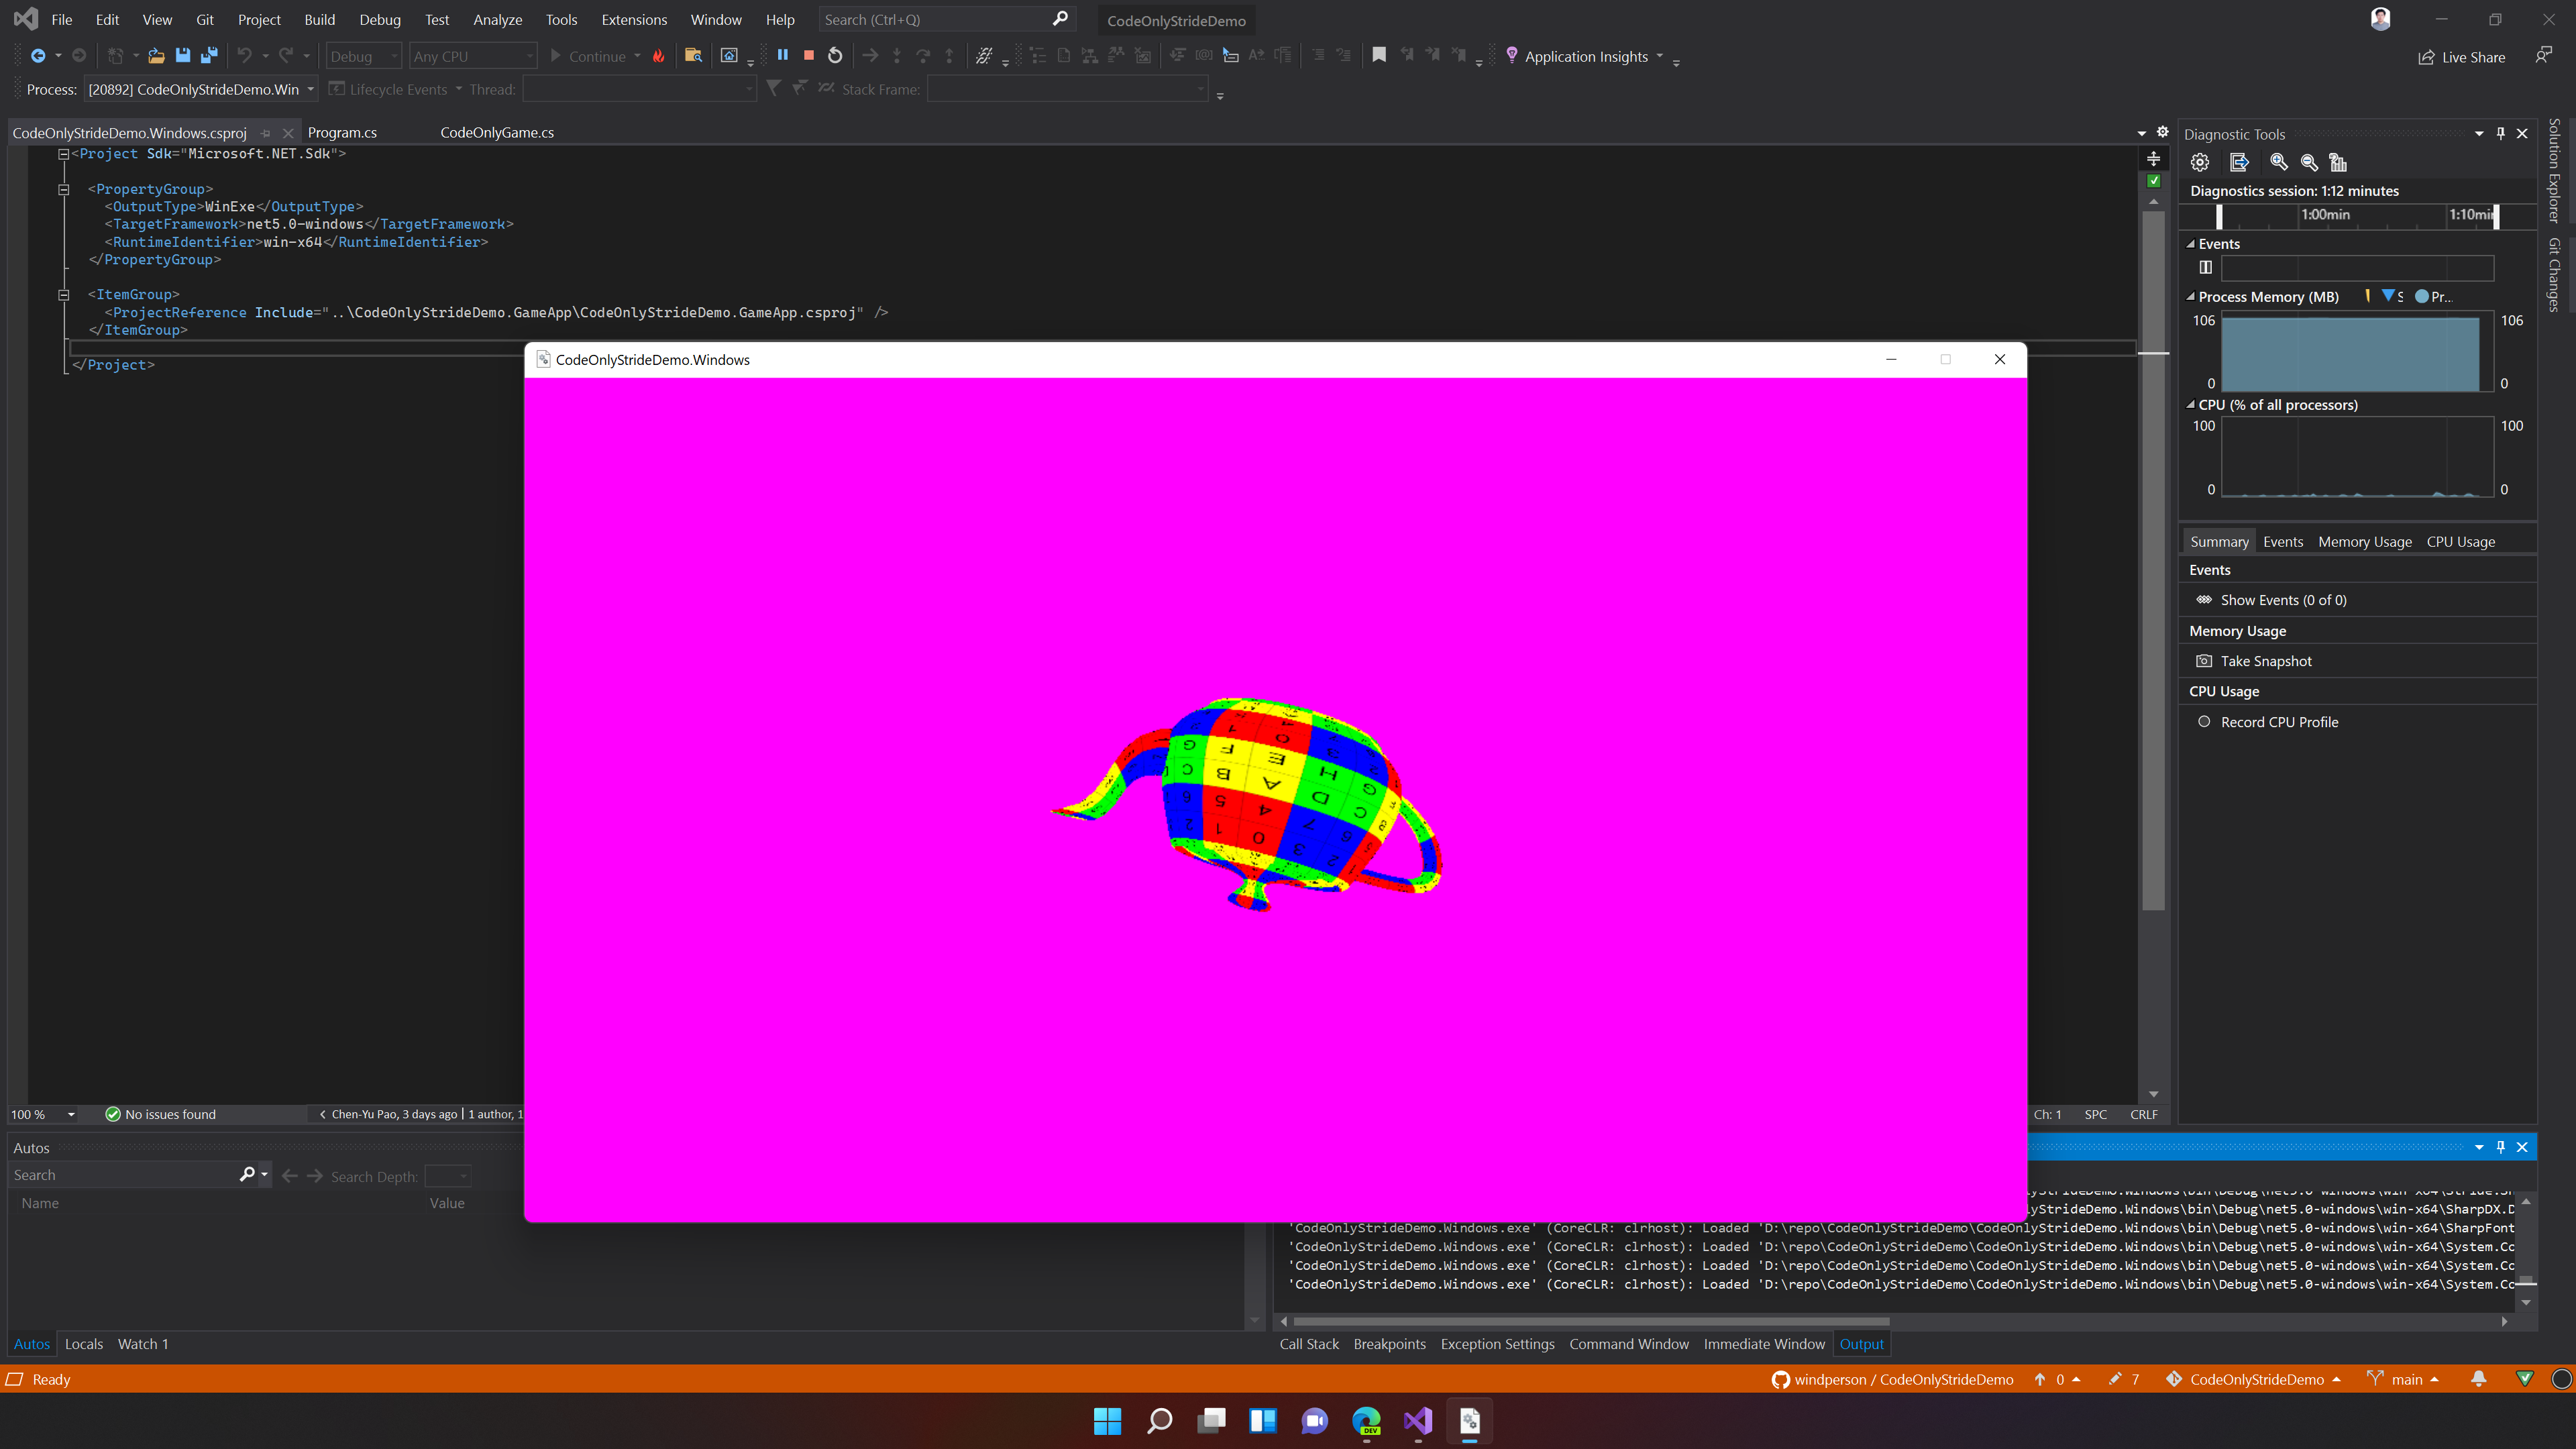 File Edit View Git Project Build Debug Test Analyze Tools Extensions Window Help Search (Ctrl+Q) CodeOnlyStrideDemo
Debug Any CPU Continue Application Insights Live Share
Process: [20892] CodeOnlyStrideDemo.Win Lifecycle Events Thread: Stack Frame:
CodeOnlyStrideDemo.Windows.csproj Program.cs CodeOnlyGame.cs
<Project Sdk="Microsoft.NET.Sdk">
<PropertyGroup>
<OutputType>WinExe</OutputType>
<TargetFramework>net5.0-windows</TargetFramework>
<RuntimeIdentifier>win-x64</RuntimeIdentifier>
</PropertyGroup>
<ItemGroup>
<ProjectReference Include="..\CodeOnlyStrideDemo.GameApp\CodeOnlyStrideDemo.GameApp.csproj" />
</ItemGroup>
</Project>
CodeOnlyStrideDemo.Windows
Diagnostic Tools
Diagnostics session: 1:12 minutes
1:00min 1:10min
Events
Process Memory (MB) S Pr...
106 106
0 0
CPU (% of all processors)
100 100
0 0
Summary Events Memory Usage CPU Usage
Events
Show Events (0 of 0)
Memory Usage
Take Snapshot
CPU Usage
Record CPU Profile
Solution Explorer
Git Changes
100 % No issues found Chen-Yu Pao, 3 days ago | 1 author, 1 Ch: 1 SPC CRLF
Autos
Search Search Depth:
Name Value
Autos Locals Watch 1
lyStrideDemo.Windows\bin\Debug\net5.0-windows\win-x64\SharpDX.D
'CodeOnlyStrideDemo.Windows.exe' (CoreCLR: clrhost): Loaded 'D:\repo\CodeOnlyStrideDemo\CodeOnlyStrideDemo.Windows\bin\Debug\net5.0-windows\win-x64\SharpFont
'CodeOnlyStrideDemo.Windows.exe' (CoreCLR: clrhost): Loaded 'D:\repo\CodeOnlyStrideDemo\CodeOnlyStrideDemo.Windows\bin\Debug\net5.0-windows\win-x64\System.Co
'CodeOnlyStrideDemo.Windows.exe' (CoreCLR: clrhost): Loaded 'D:\repo\CodeOnlyStrideDemo\CodeOnlyStrideDemo.Windows\bin\Debug\net5.0-windows\win-x64\System.Co
'CodeOnlyStrideDemo.Windows.exe' (CoreCLR: clrhost): Loaded 'D:\repo\CodeOnlyStrideDemo\CodeOnlyStrideDemo.Windows\bin\Debug\net5.0-windows\win-x64\System.Co
Call Stack Breakpoints Exception Settings Command Window Immediate Window Output
Ready windperson / CodeOnlyStrideDemo 0 7 CodeOnlyStrideDemo main
DEV